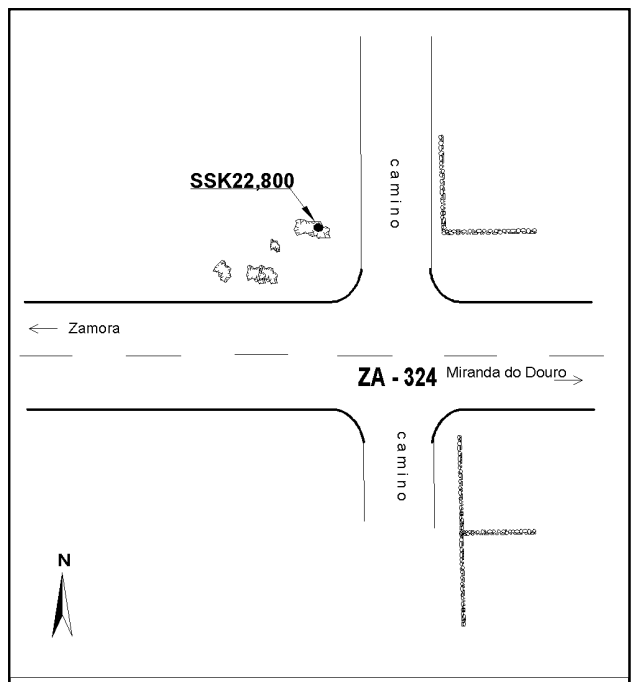 camino
SSK22,800
Zamora
ZA - 324
Miranda do Douro
camino
N